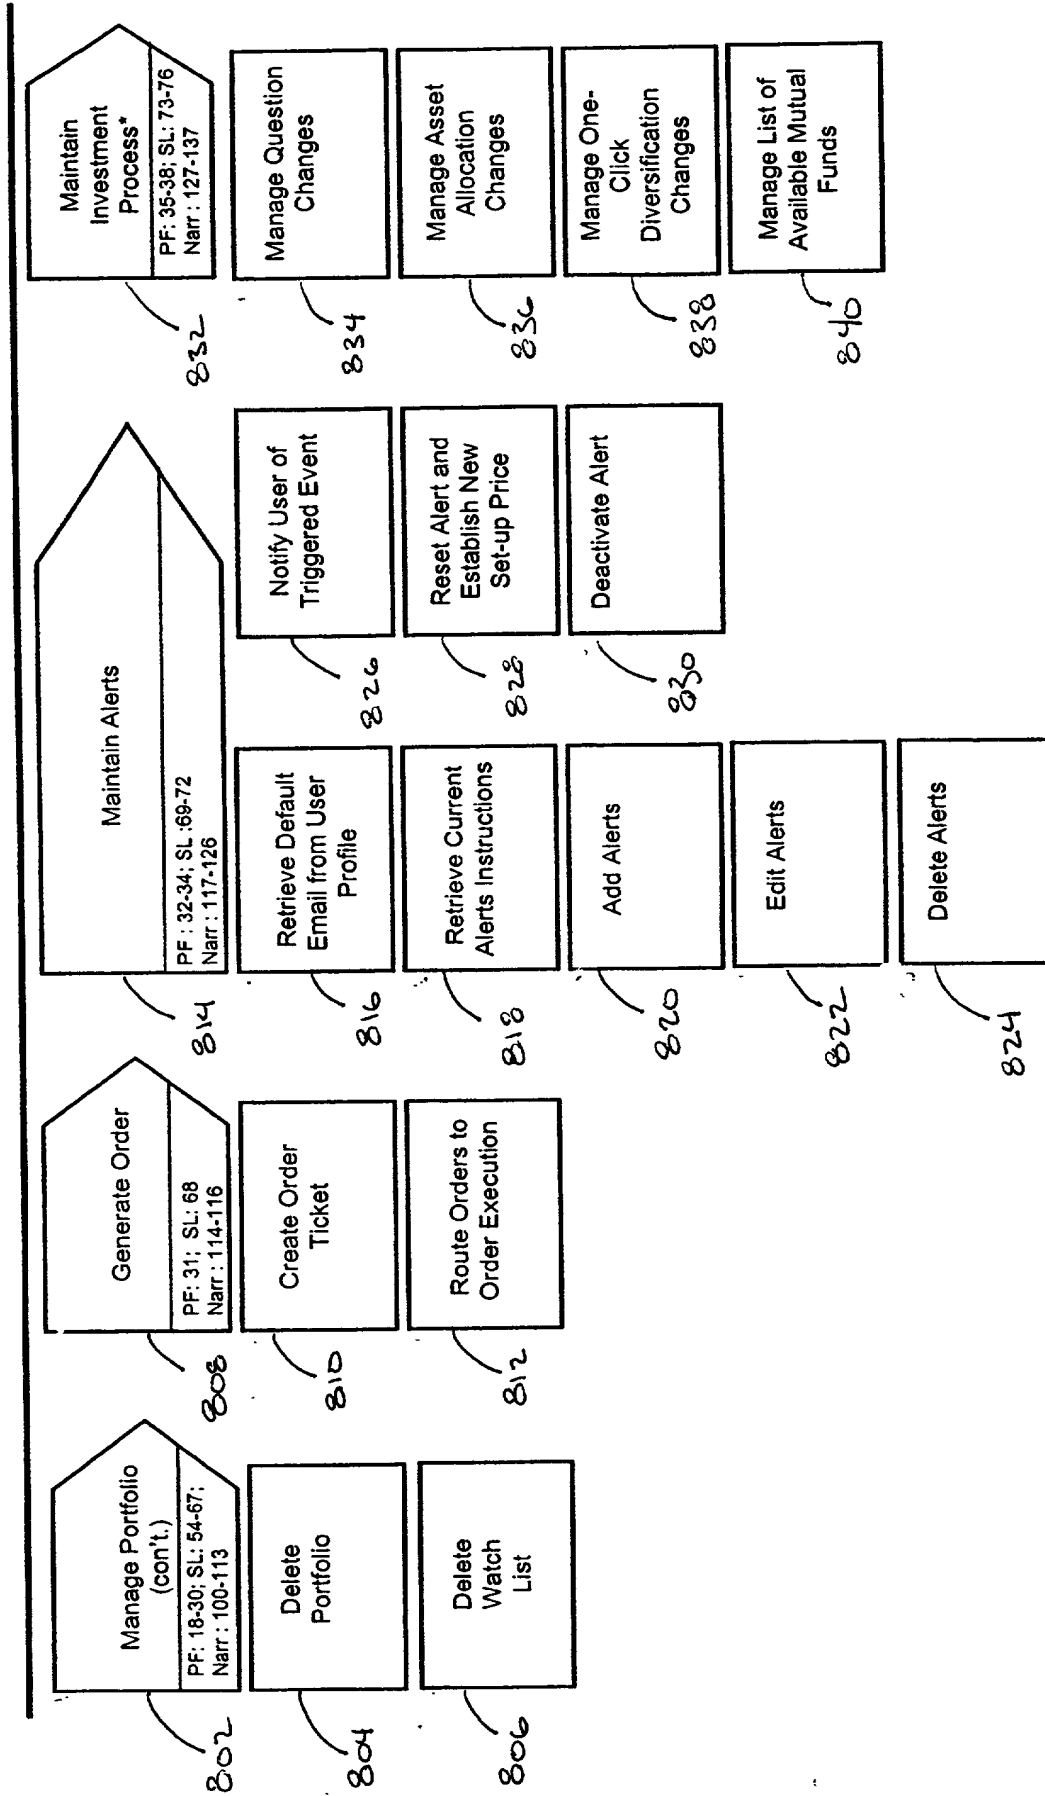 Manage Portfolio
(con't.)
PF: 18-30; SL: 54-67;
Narr : 100-113
802
Delete
Portfolio
804
Delete
Watch
List
806
Generate Order
PF: 31; SL: 68
Narr : 114-116
808
Create Order
Ticket
810
Route Orders to
Order Execution
812
Maintain Alerts
PF : 32-34; SL :69-72
Narr : 117-126
814
Retrieve Default
Email from User
Profile
816
Retrieve Current
Alerts Instructions
818
Add Alerts
820
Edit Alerts
822
Delete Alerts
824
Notify User of
Triggered Event
826
Reset Alert and
Establish New
Set-up Price
828
Deactivate Alert
830
Maintain
Investment
Process*
PF: 35-38; SL: 73-76
Narr : 127-137
832
Manage Question
Changes
834
Manage Asset
Allocation
Changes
836
Manage One-
Click
Diversification
Changes
838
Manage List of
Available Mutual
Funds
840